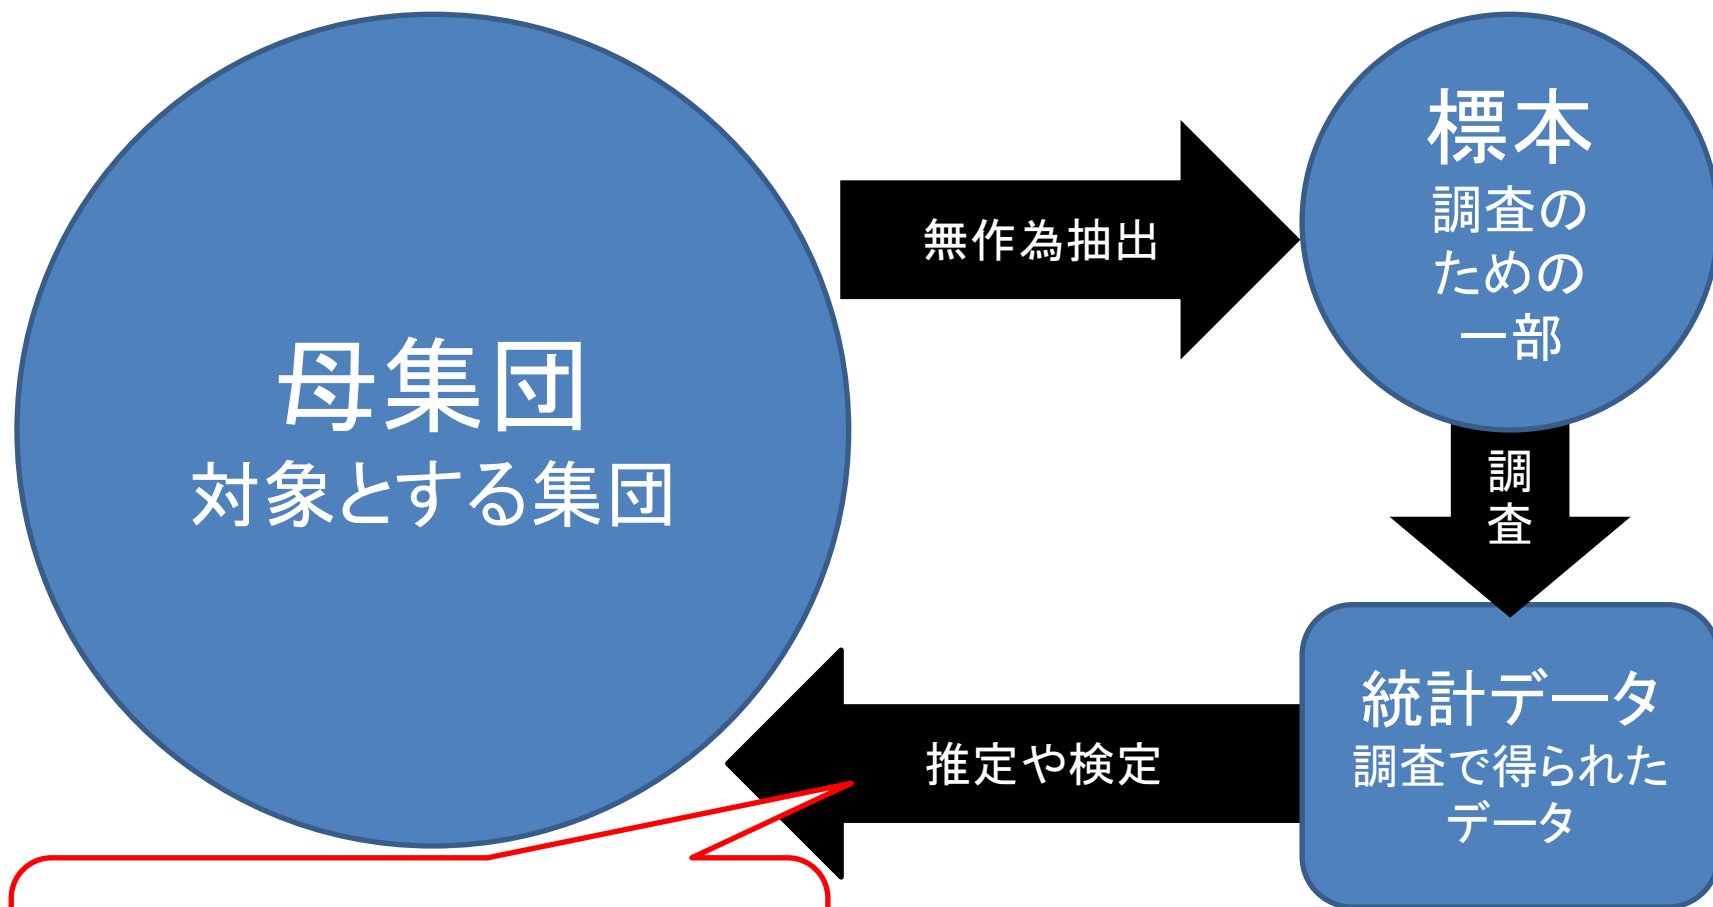 母集団
対象とする集団
無作為抽出
標本
調査の
ための
一部
調
査
統計データ
調査で得られた
データ
推定や検定